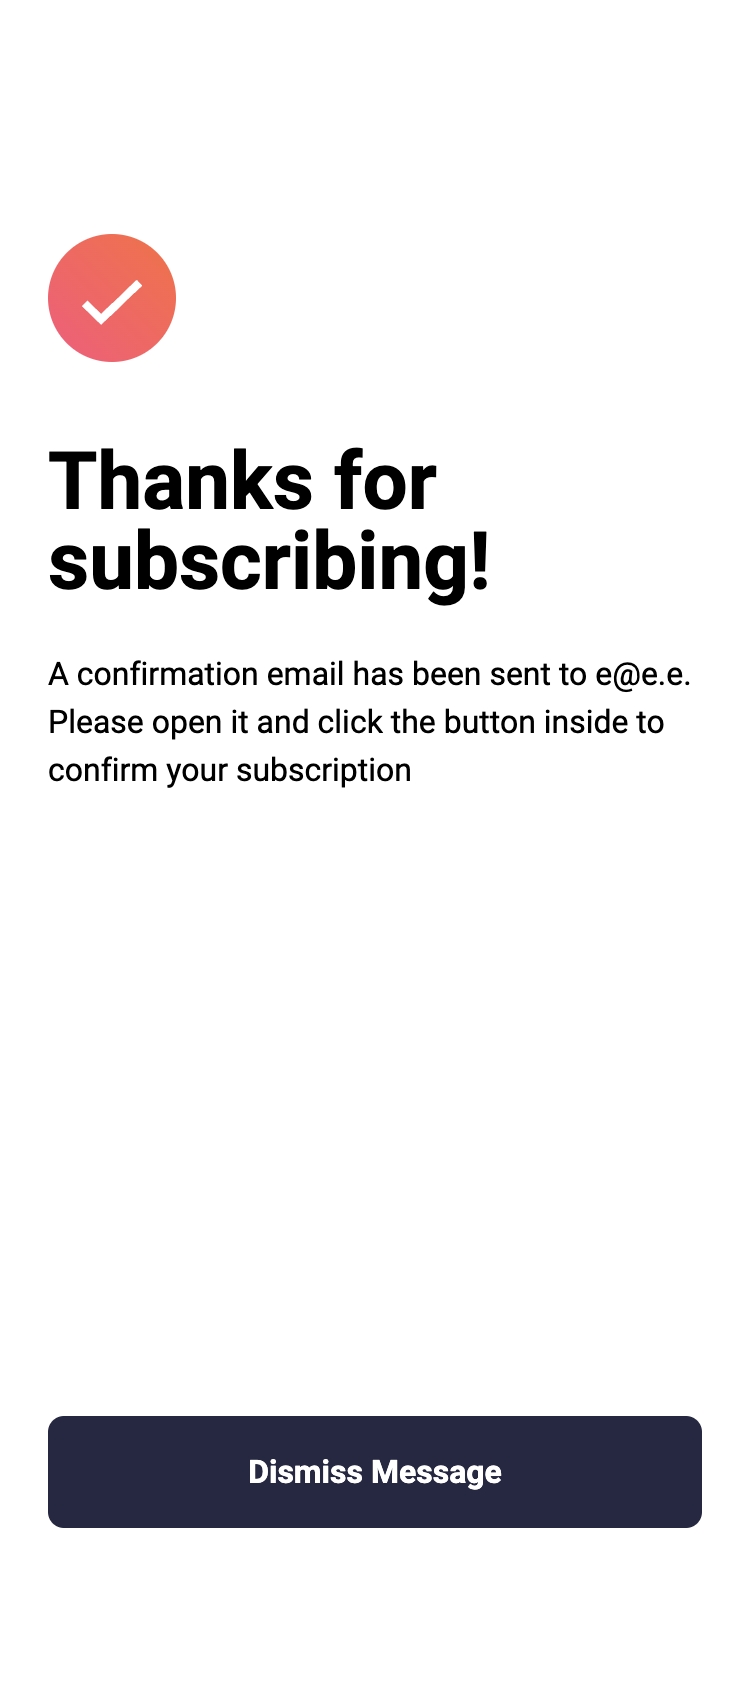 Thanks for
subscribing!
A confirmation email has been sent to e@e.e.
Please open it and click the button inside to
confirm your subscription
Dismiss Message